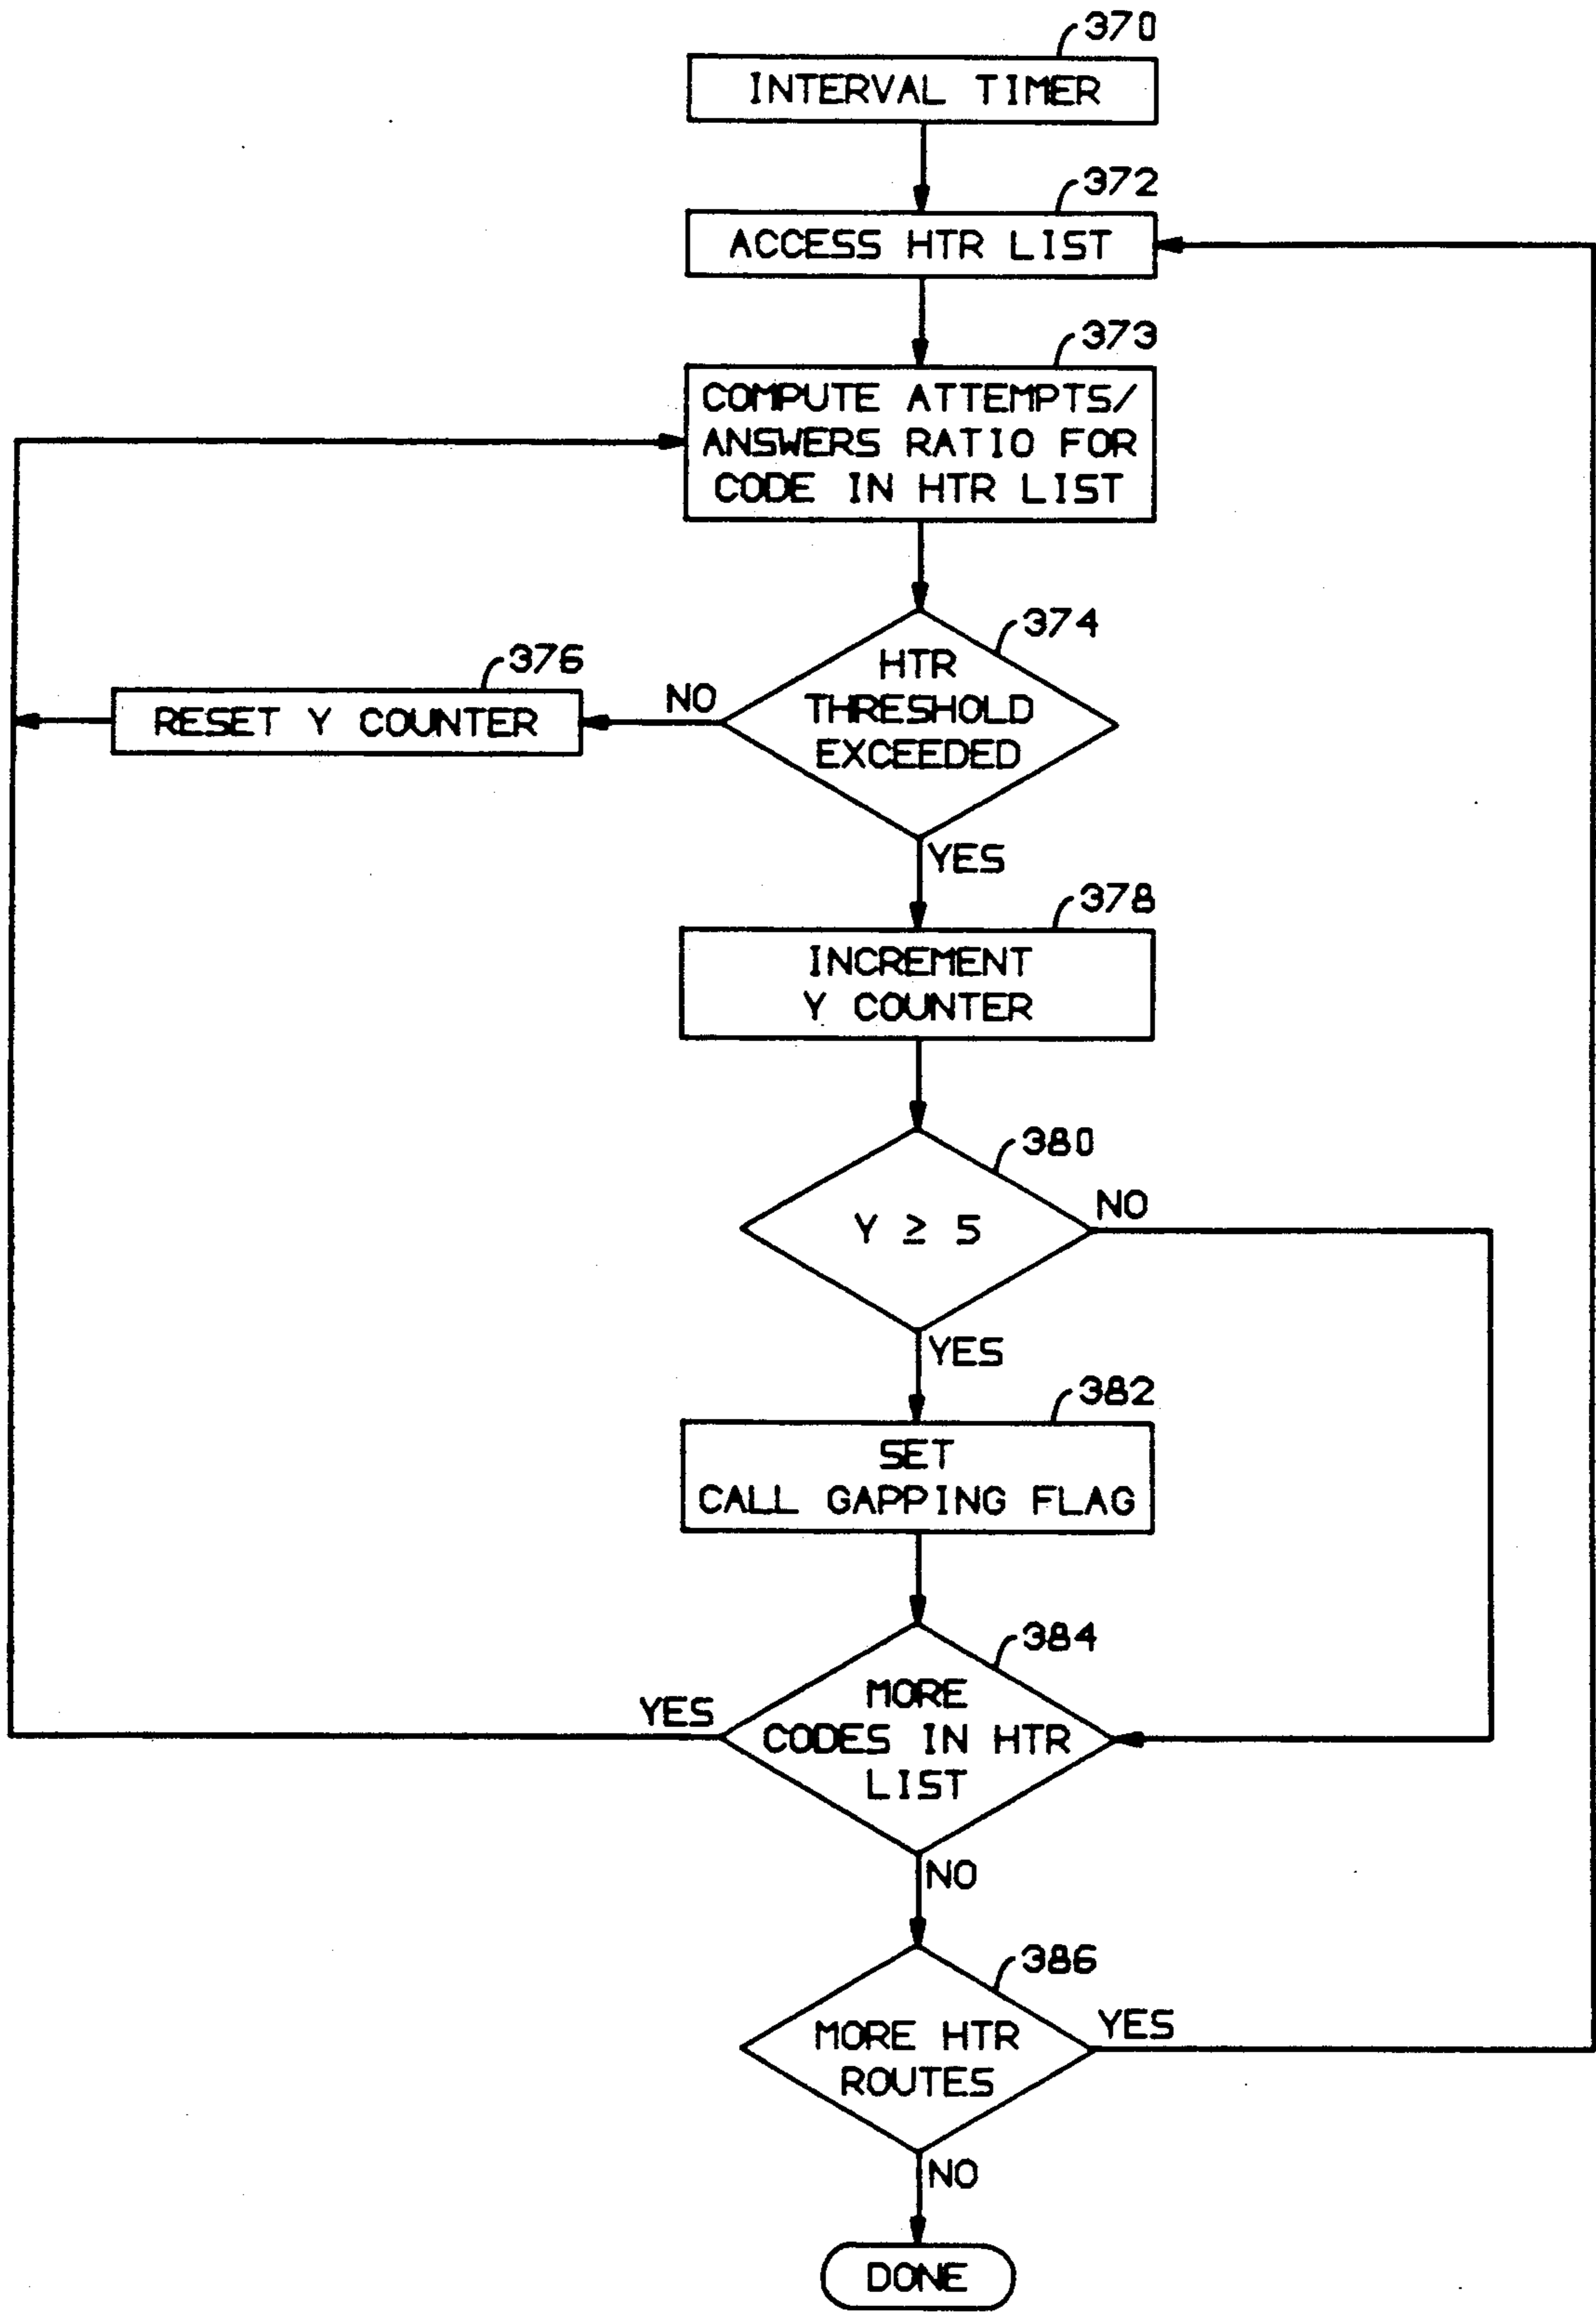 370
INTERVAL TIMER
372
ACCESS HTR LIST
373
COMPUTE ATTEMPTS/
ANSWERS RATIO FOR
CODE IN HTR LIST
374
HTR
THRESHOLD
EXCEEDED
NO
376
RESET Y COUNTER
YES
378
INCREMENT
Y COUNTER
380
Y ≥ 5
NO
YES
382
SET
CALL GAPPING FLAG
384
MORE
CODES IN HTR
LIST
YES
NO
386
MORE HTR
ROUTES
YES
NO
DONE